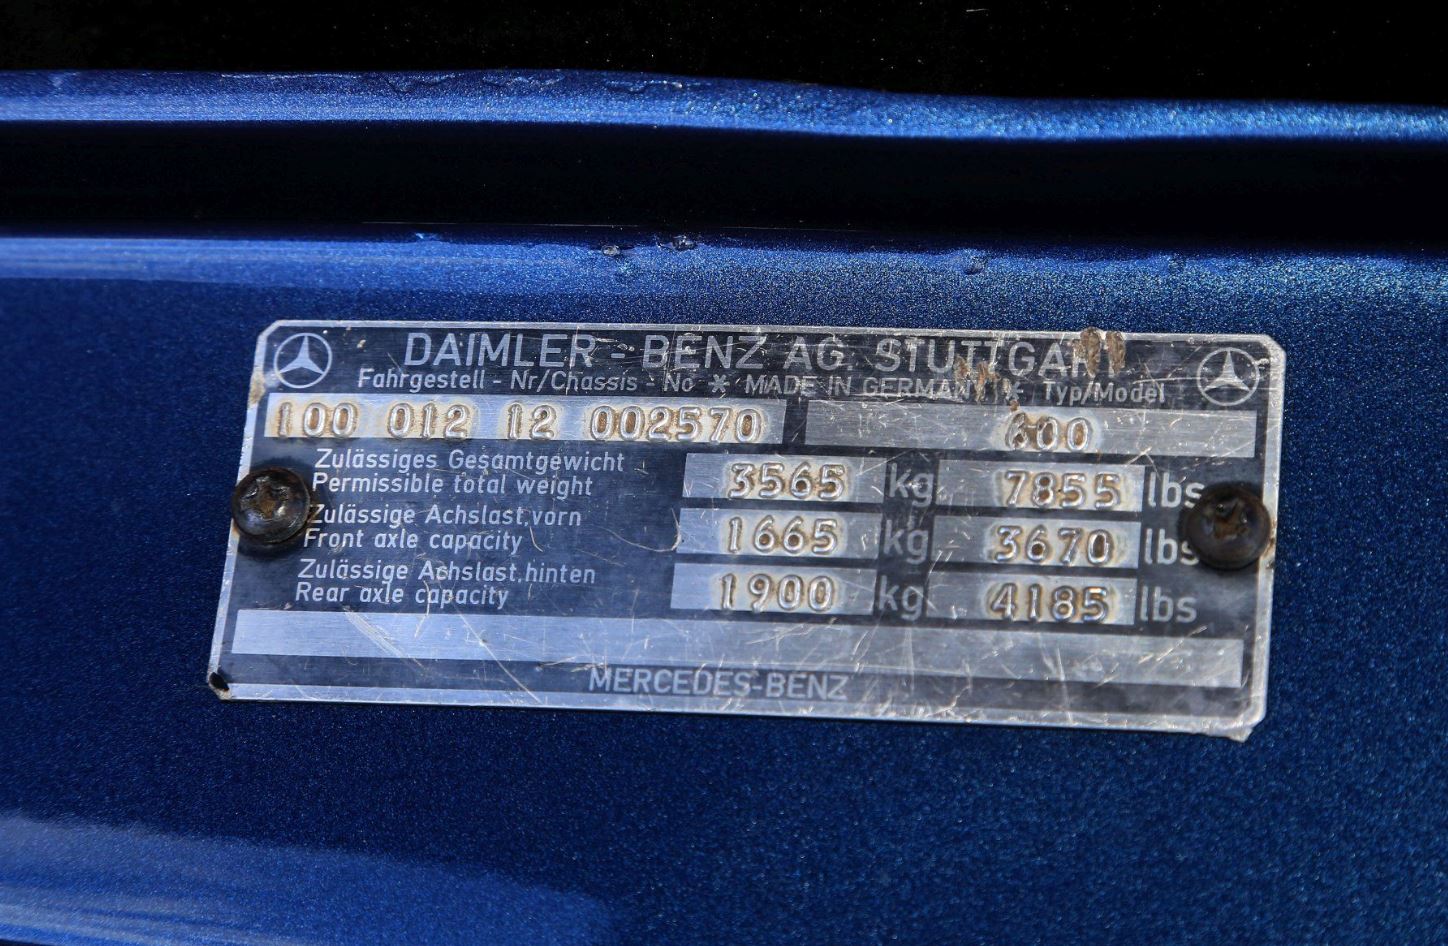 DAIMLER - BENZ AG. STUTTGART
Fahrgestell - Nr/Chassis - No * MADE IN GERMANY * Typ/Model
100 012 12 002570 600
Zulässiges Gesamtgewicht
Permissible total weight 3565 kg 7855 lbs
Zulässige Achslast,vorn
Front axle capacity 1665 kg 3670 lbs
Zulässige Achslast,hinten
Rear axle capacity 1900 kg 4185 lbs
MERCEDES-BENZ